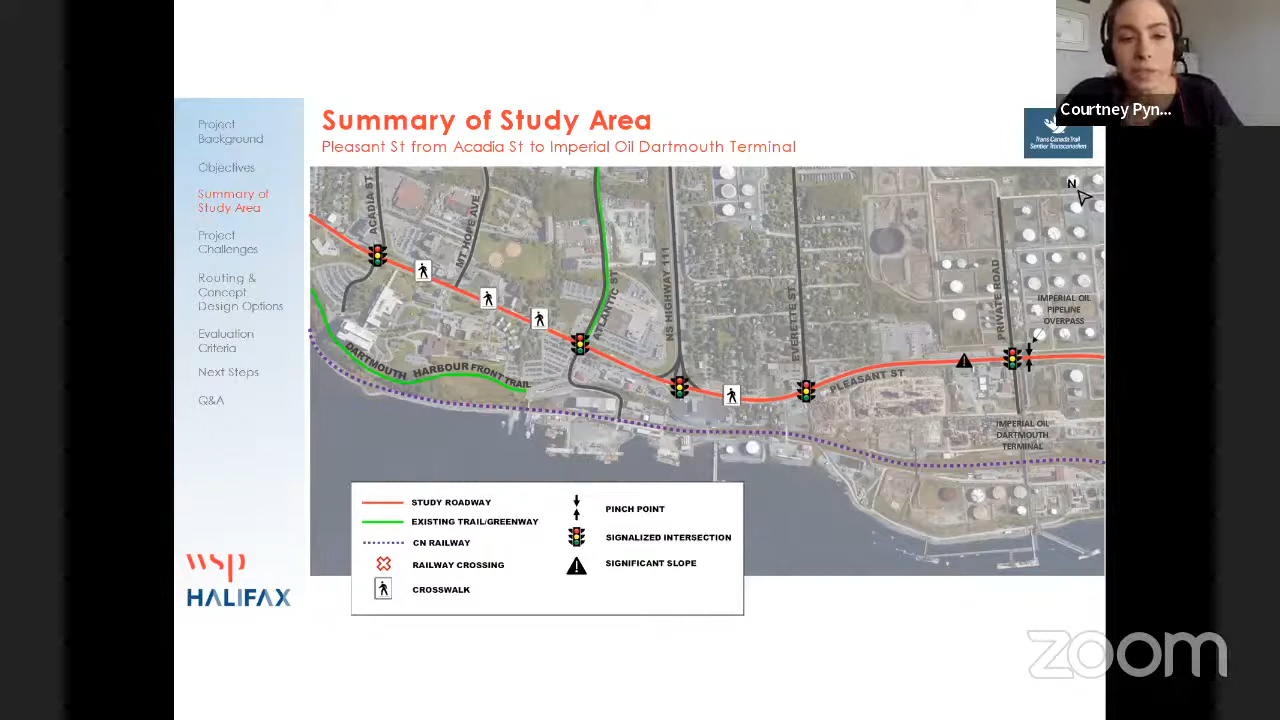 Courtney Pyn...
Project
Background
Objectives
Summary of
Study Area
Project
Challenges
Routing &
Concept
Design Options
Evaluation
Criteria
Next Steps
Q&A
wsp
HALIFAX
Summary of Study Area
Pleasant St from Acadia St to Imperial Oil Dartmouth Terminal
Trans Canada Trail
Sentier Transcanadien
N
ACADIA ST
MT HOPE AVE
ATLANTIC ST
NS HIGHWAY 111
EVERETTE ST
PRIVATE ROAD
IMPERIAL OIL
PIPELINE
OVERPASS
DARTMOUTH HARBOUR FRONT TRAIL
PLEASANT ST
IMPERIAL OIL
DARTMOUTH
TERMINAL
STUDY ROADWAY
EXISTING TRAIL/GREENWAY
CN RAILWAY
RAILWAY CROSSING
CROSSWALK
PINCH POINT
SIGNALIZED INTERSECTION
SIGNIFICANT SLOPE
zoom